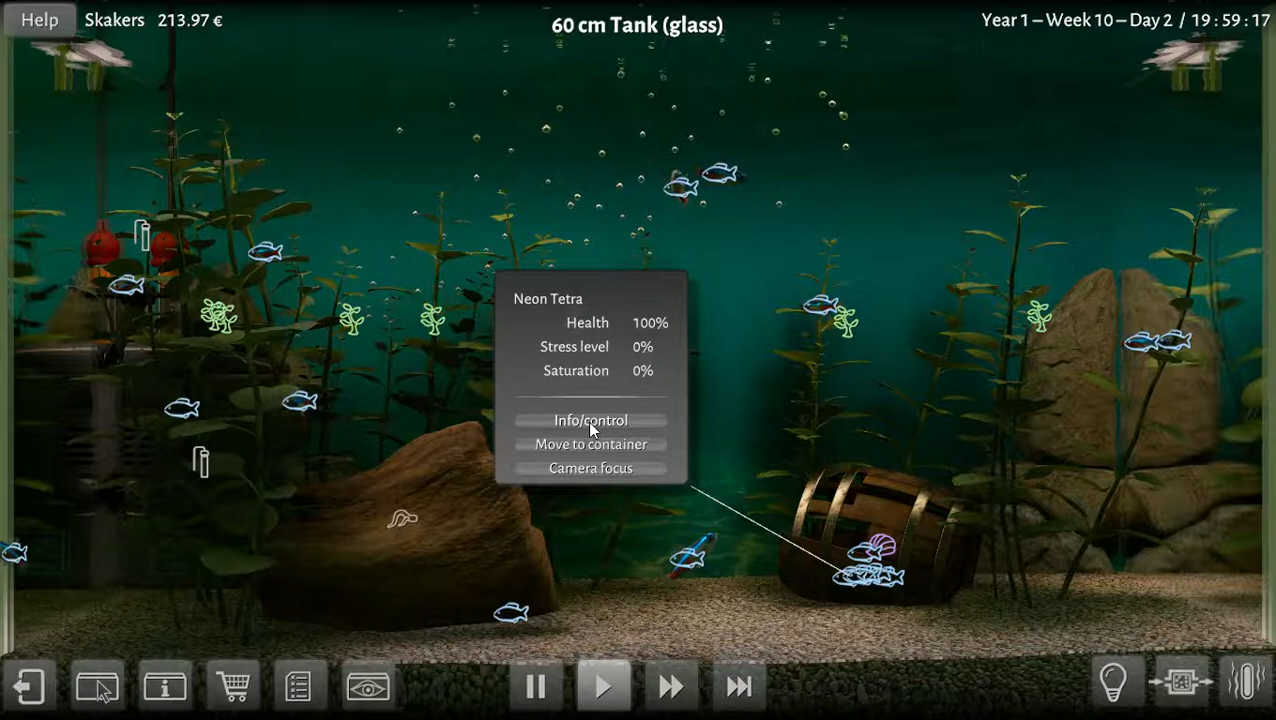 Help Skakers 213.97 €
60 cm Tank (glass)
Year 1 – Week 10 – Day 2 / 19:59:17
Neon Tetra
Health 100%
Stress level 0%
Saturation 0%
Info/control
Move to container
Camera focus